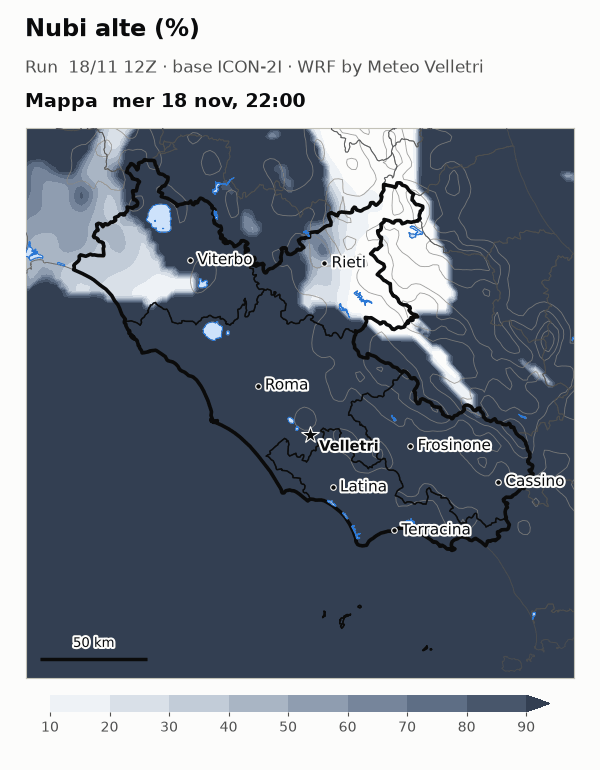 Nubi alte (%)
Run 18/11 12Z · base ICON-2I · WRF by Meteo Velletri
Mappa mer 18 nov, 22:00
Viterbo
Rieti
Roma
Velletri
Frosinone
Latina
Cassino
Terracina
50 km
10 20 30 40 50 60 70 80 90